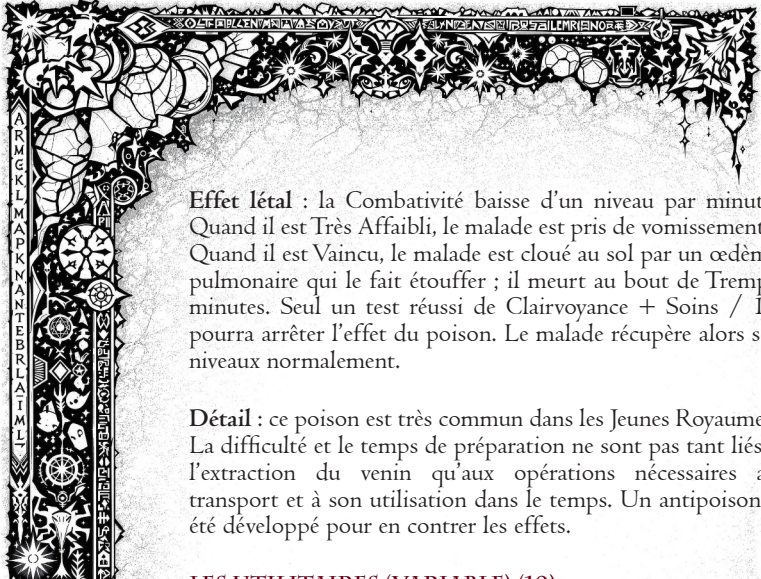 Effet létal : la Combativité baisse d'un niveau par minut
Quand il est Très Affaibli, le malade est pris de vomissement
Quand il est Vaincu, le malade est cloué au sol par un œdèm
pulmonaire qui le fait étouffer ; il meurt au bout de Tremp
minutes. Seul un test réussi de Clairvoyance + Soins / 1
pourra arrêter l'effet du poison. Le malade récupère alors s
niveaux normalement.
Détail : ce poison est très commun dans les Jeunes Royaume
La difficulté et le temps de préparation ne sont pas tant liés
l'extraction du venin qu'aux opérations nécessaires a
transport et à son utilisation dans le temps. Un antipoison
été développé pour en contrer les effets.
LES UTILITAIRES (VARIABLE) (10)